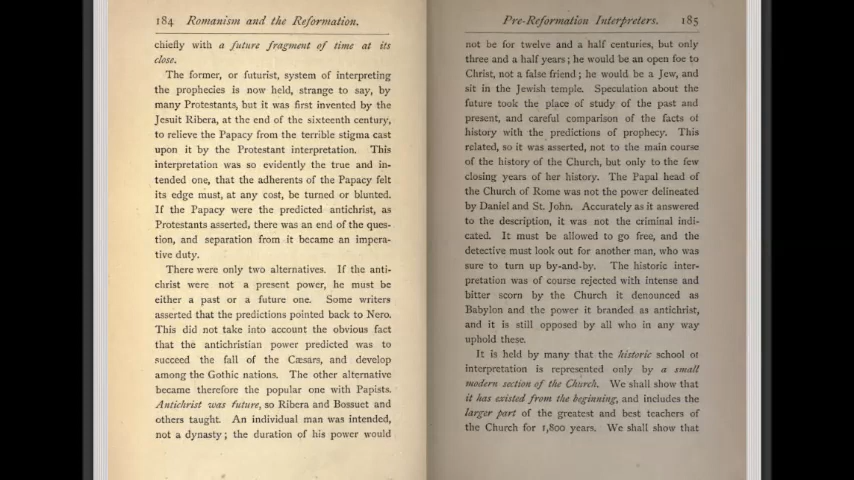 184 Romanism and the Reformation.
chiefly with a future fragment of time at its
close.
The former, or futurist, system of interpreting
the prophecies is now held, strange to say, by
many Protestants, but it was first invented by the
Jesuit Ribera, at the end of the sixteenth century,
to relieve the Papacy from the terrible stigma cast
upon it by the Protestant interpretation. This
interpretation was so evidently the true and in-
tended one, that the adherents of the Papacy felt
its edge must, at any cost, be turned or blunted.
If the Papacy were the predicted antichrist, as
Protestants asserted, there was an end of the ques-
tion, and separation from it became an impera-
tive duty.
There were only two alternatives. If the anti-
christ were not a present power, he must be
either a past or a future one. Some writers
asserted that the predictions pointed back to Nero.
This did not take into account the obvious fact
that the antichristian power predicted was to
succeed the fall of the Cæsars, and develop
among the Gothic nations. The other alternative
became therefore the popular one with Papists.
Antichrist was future, so Ribera and Bossuet and
others taught. An individual man was intended,
not a dynasty; the duration of his power would
Pre-Reformation Interpreters. 185
not be for twelve and a half centuries, but only
three and a half years; he would be an open foe to
Christ, not a false friend; he would be a Jew, and
sit in the Jewish temple. Speculation about the
future took the place of study of the past and
present, and careful comparison of the facts of
history with the predictions of prophecy. This
related, so it was asserted, not to the main course
of the history of the Church, but only to the few
closing years of her history. The Papal head of
the Church of Rome was not the power delineated
by Daniel and St. John. Accurately as it answered
to the description, it was not the criminal indi-
cated. It must be allowed to go free, and the
detective must look out for another man, who was
sure to turn up by-and-by. The historic inter-
pretation was of course rejected with intense and
bitter scorn by the Church it denounced as
Babylon and the power it branded as antichrist,
and it is still opposed by all who in any way
uphold these.
It is held by many that the historic school of
interpretation is represented only by a small
modern section of the Church. We shall show that
it has existed from the beginning, and includes the
larger part of the greatest and best teachers of
the Church for 1,800 years. We shall show that